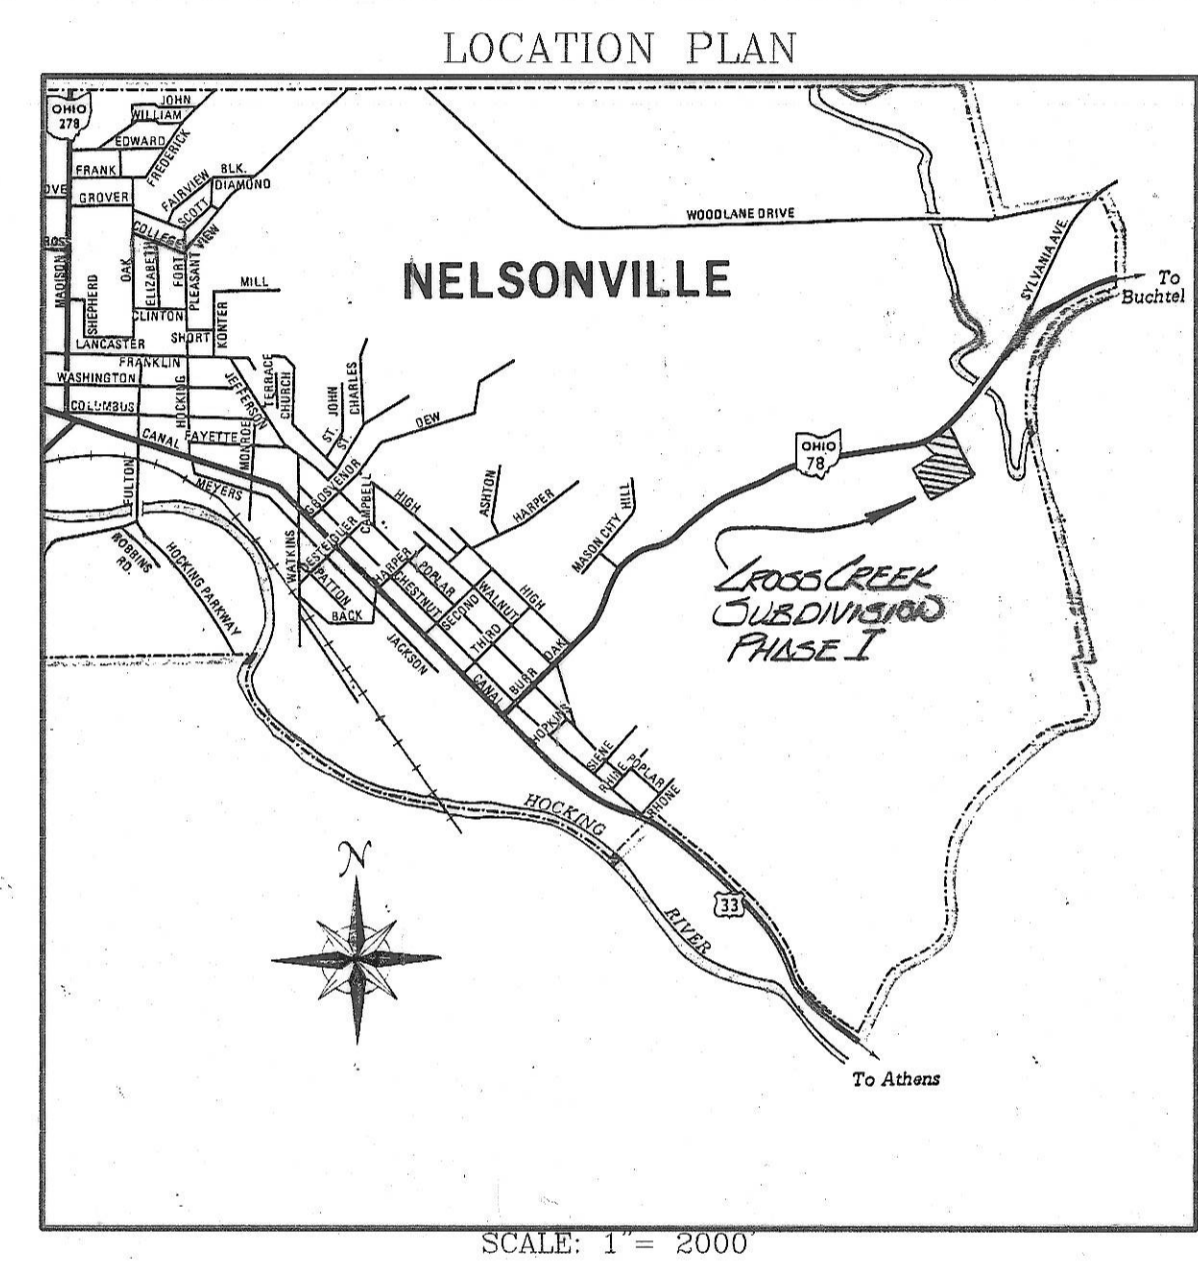 LOCATION PLAN
OHIO
278
JOHN
WILLIAM
EDWARD
FREDERICK
FRANK
GROVER
FAIRVIEW
BLK.
DIAMOND
SCOTT
COLLEGE
VIEW
WOODLANE DRIVE
SYLVANIA AVE.
MADISON
SHEPHERD
OAK
ELIZABETH
FORT
PLEASANT
MILL
NELSONVILLE
To
Buchtel
CLINTON
KONTER
SHORT
LANCASTER
FRANKLIN
WASHINGTON
COLUMBUS
HOCKING
JEFFERSON
TERRACE
CHURCH
ST. JOHN
ST. CHARLES
DEW
CANAL
FAYETTE
MONROE
FULTON
MEYERS
GROSVENOR
CAMPBELL
HIGH
ASHTON
HARPER
MASON CITY HILL
OHIO
78
ROBBINS
RD.
HOCKING PARKWAY
WATKINS
DESTEIGUER
PATTON
BACK
HARPER
CHESTNUT
POPLAR
SECOND
WALNUT
HIGH
THIRD
JACKSON
CANAL
BURR OAK
CROSS CREEK
SUBDIVISION
PHASE I
HOPKINS
SIENE
RHINE
POPLAR
RHONE
HOCKING
RIVER
33
N
To Athens
SCALE: 1"= 2000'